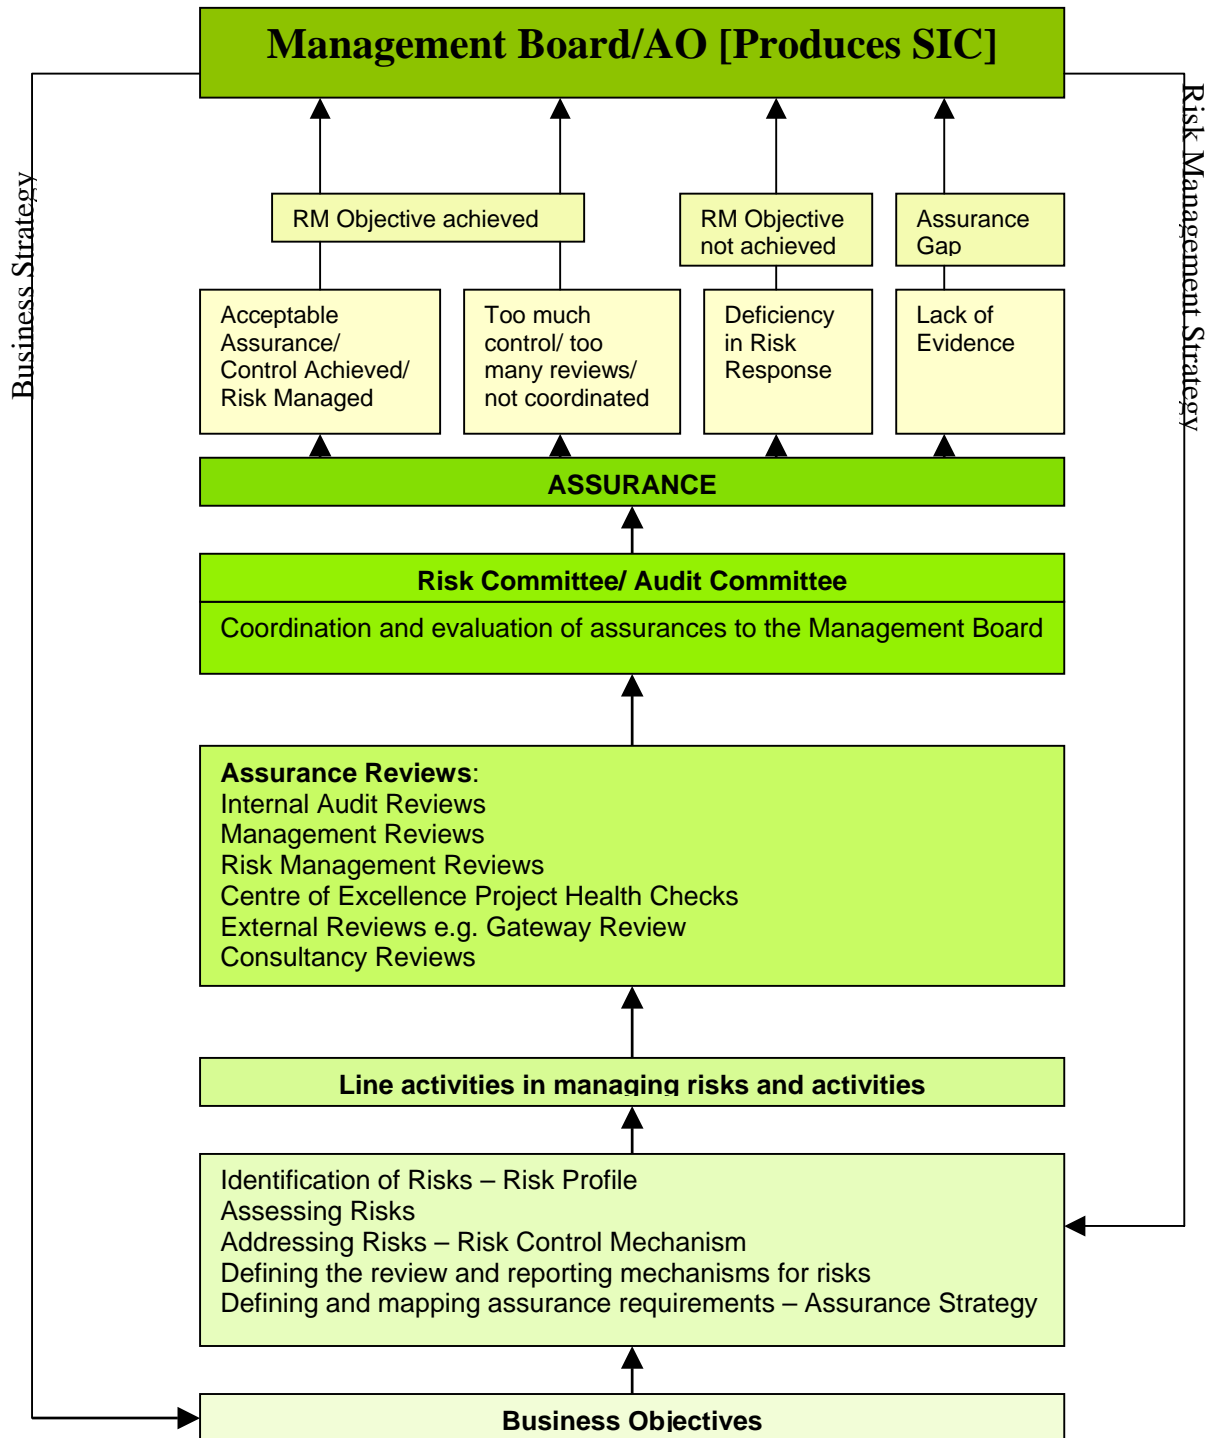 Management Board/AO [Produces SIC]
Business Strategy
Risk Management Strategy
RM Objective achieved
RM Objective
not achieved
Assurance
Gap
Acceptable
Assurance/
Control Achieved/
Risk Managed
Too much
control/ too
many reviews/
not coordinated
Deficiency
in Risk
Response
Lack of
Evidence
ASSURANCE
Risk Committee/ Audit Committee
Coordination and evaluation of assurances to the Management Board
Assurance Reviews:
Internal Audit Reviews
Management Reviews
Risk Management Reviews
Centre of Excellence Project Health Checks
External Reviews e.g. Gateway Review
Consultancy Reviews
Line activities in managing risks and activities
Identification of Risks – Risk Profile
Assessing Risks
Addressing Risks – Risk Control Mechanism
Defining the review and reporting mechanisms for risks
Defining and mapping assurance requirements – Assurance Strategy
Business Objectives